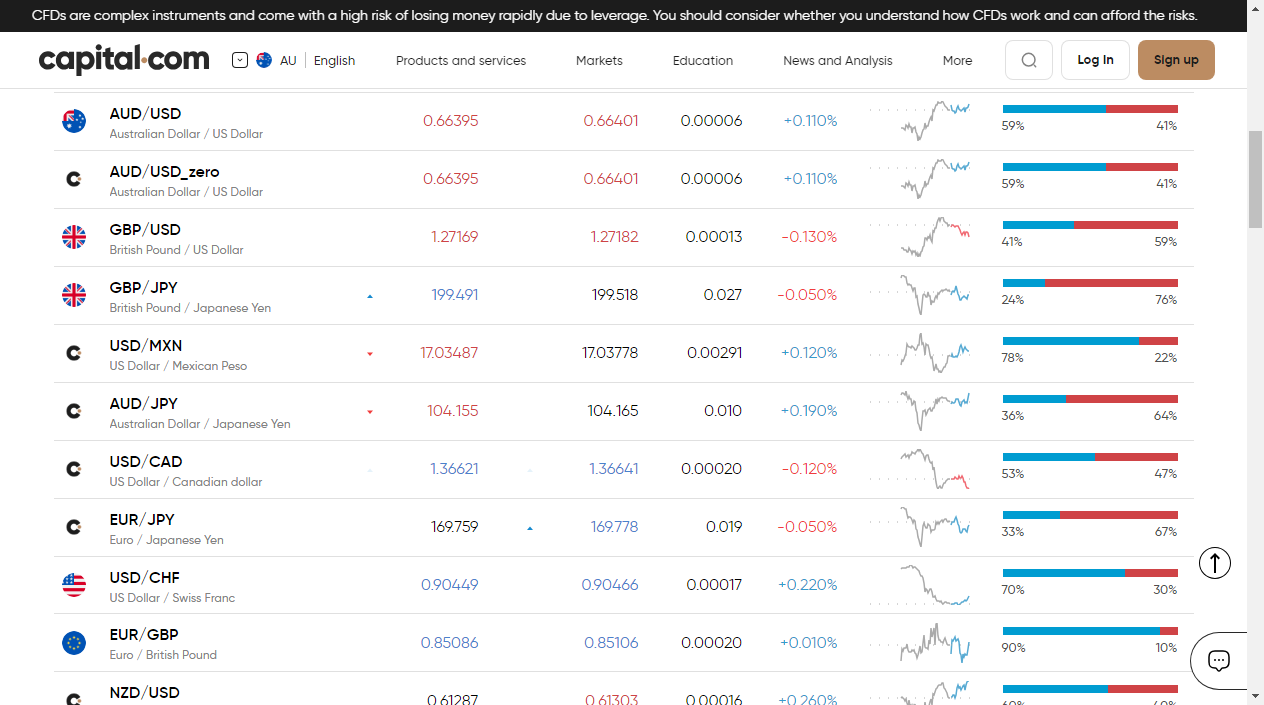 CFDs are complex instruments and come with a high risk of losing money rapidly due to leverage. You should consider whether you understand how CFDs work and can afford the risks.
capital.com AU English Products and services Markets Education News and Analysis More Log In Sign up
AUD/USD 0.66395 0.66401 0.00006 +0.110%
Australian Dollar / US Dollar 59% 41%
AUD/USD_zero 0.66395 0.66401 0.00006 +0.110%
Australian Dollar / US Dollar 59% 41%
GBP/USD 1.27169 1.27182 0.00013 -0.130%
British Pound / US Dollar 41% 59%
GBP/JPY 199.491 199.518 0.027 -0.050%
British Pound / Japanese Yen 24% 76%
USD/MXN 17.03487 17.03778 0.00291 +0.120%
US Dollar / Mexican Peso 78% 22%
AUD/JPY 104.155 104.165 0.010 +0.190%
Australian Dollar / Japanese Yen 36% 64%
USD/CAD 1.36621 1.36641 0.00020 -0.120%
US Dollar / Canadian dollar 53% 47%
EUR/JPY 169.759 169.778 0.019 -0.050%
Euro / Japanese Yen 33% 67%
USD/CHF 0.90449 0.90466 0.00017 +0.220%
US Dollar / Swiss Franc 70% 30%
EUR/GBP 0.85086 0.85106 0.00020 +0.010%
Euro / British Pound 90% 10%
NZD/USD 0.61287 0.61303 0.00016 +0.260%